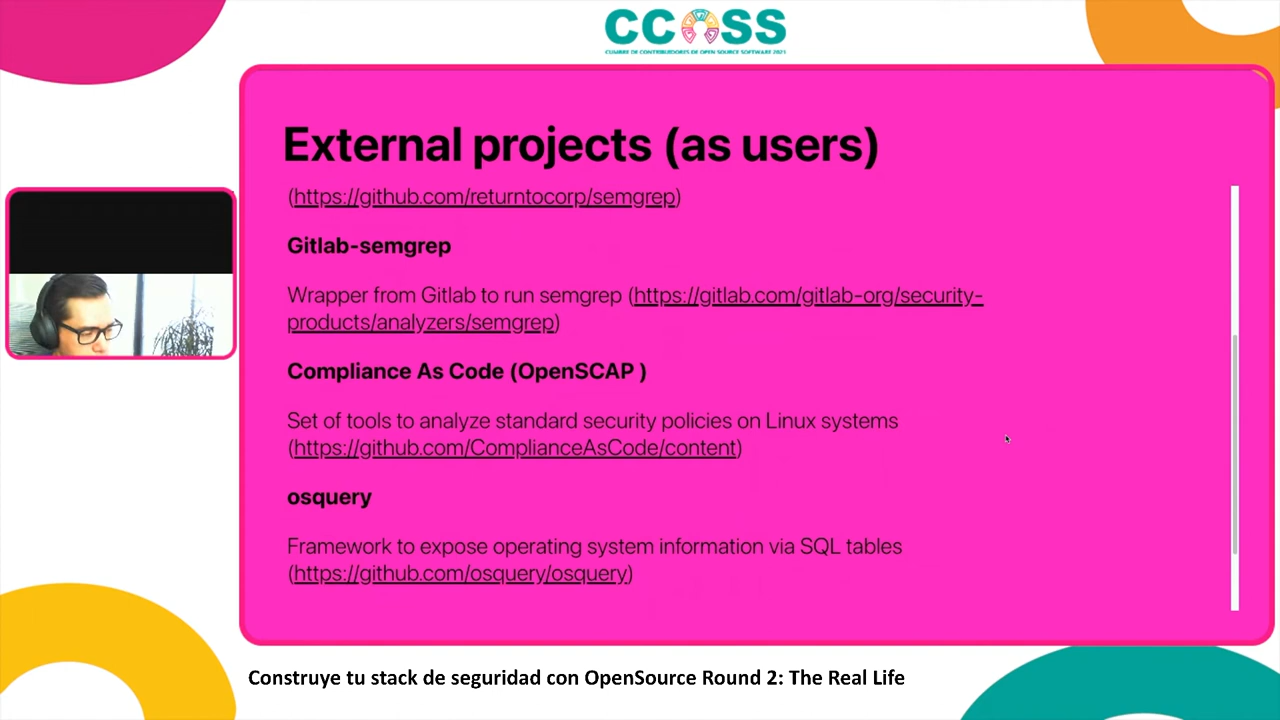 CCOSS
CUMBRE DE CONTRIBUIDORES DE OPEN SOURCE SOFTWARE 2021
External projects (as users)
(https://github.com/returntocorp/semgrep)
Gitlab-semgrep
Wrapper from Gitlab to run semgrep (https://gitlab.com/gitlab-org/security-
products/analyzers/semgrep)
Compliance As Code (OpenSCAP )
Set of tools to analyze standard security policies on Linux systems
(https://github.com/ComplianceAsCode/content)
osquery
Framework to expose operating system information via SQL tables
(https://github.com/osquery/osquery)
Construye tu stack de seguridad con OpenSource Round 2: The Real Life